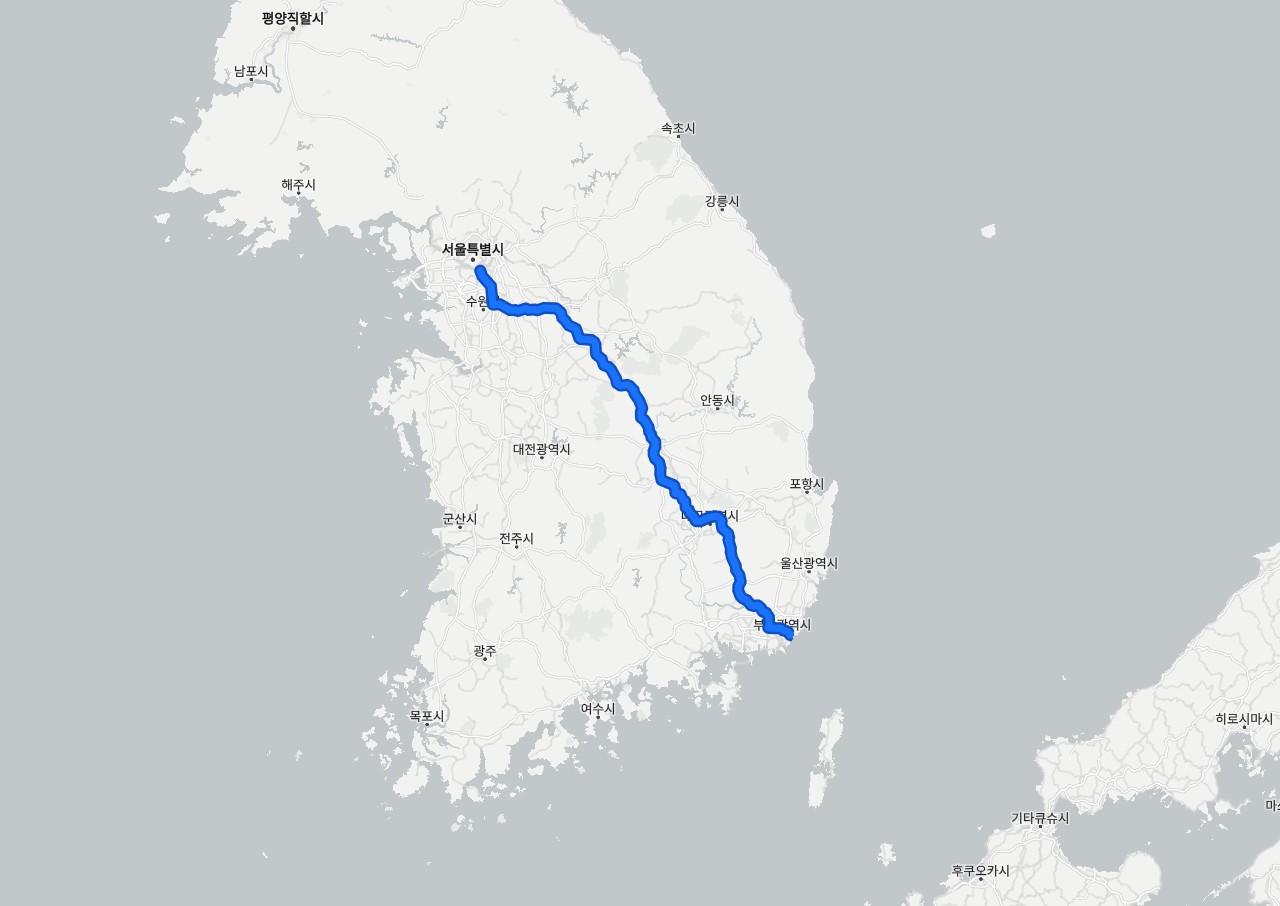 평양직할시
남포시
속초시
해주시
강릉시
서울특별시
수원
안동시
대전광역시
포항시
군산시
전주시
울산광역시
광역시
광주
여수시
목포시
히로시마시
기타큐슈시
후쿠오카시